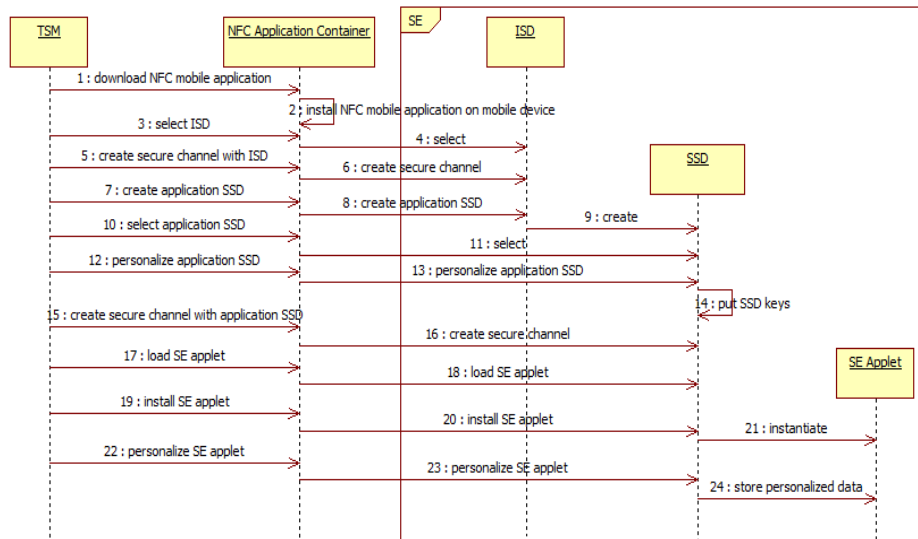 SE
TSM
NFC Application Container
ISD
1 : download NFC mobile application
2 : install NFC mobile application on mobile device
3 : select ISD
4 : select
5 : create secure channel with ISD
6 : create secure channel
SSD
7 : create application SSD
8 : create application SSD
9 : create
10 : select application SSD
11 : select
12 : personalize application SSD
13 : personalize application SSD
14 : put SSD keys
15 : create secure channel with application SSD
16 : create secure channel
17 : load SE applet
18 : load SE applet
SE Applet
19 : install SE applet
20 : install SE applet
21 : instantiate
22 : personalize SE applet
23 : personalize SE applet
24 : store personalized data